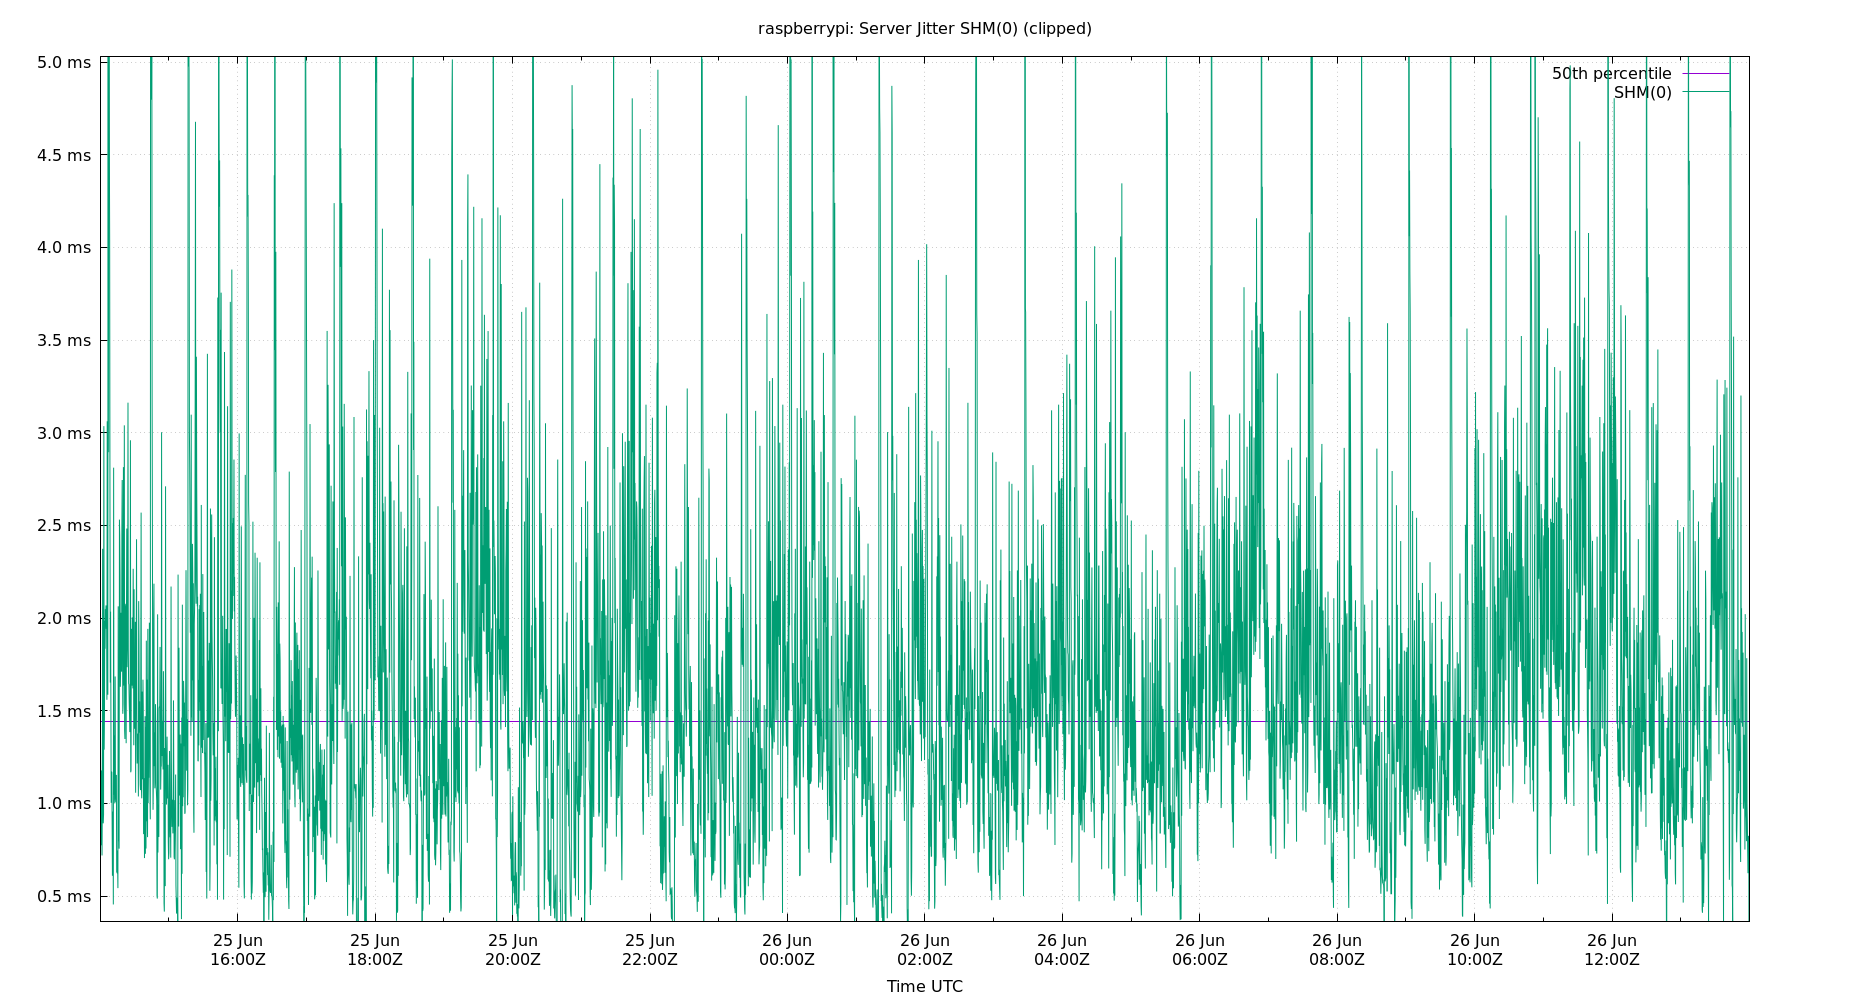 raspberrypi: Server Jitter SHM(0) (clipped)
5.0 ms
50th percentile
SHM(0)
4.5 ms
4.0 ms
3.5 ms
3.0 ms
2.5 ms
2.0 ms
1.5 ms
1.0 ms
0.5 ms
25 Jun 25 Jun 25 Jun 25 Jun 26 Jun 26 Jun 26 Jun 26 Jun 26 Jun 26 Jun 26 Jun
16:00Z 18:00Z 20:00Z 22:00Z 00:00Z 02:00Z 04:00Z 06:00Z 08:00Z 10:00Z 12:00Z
Time UTC